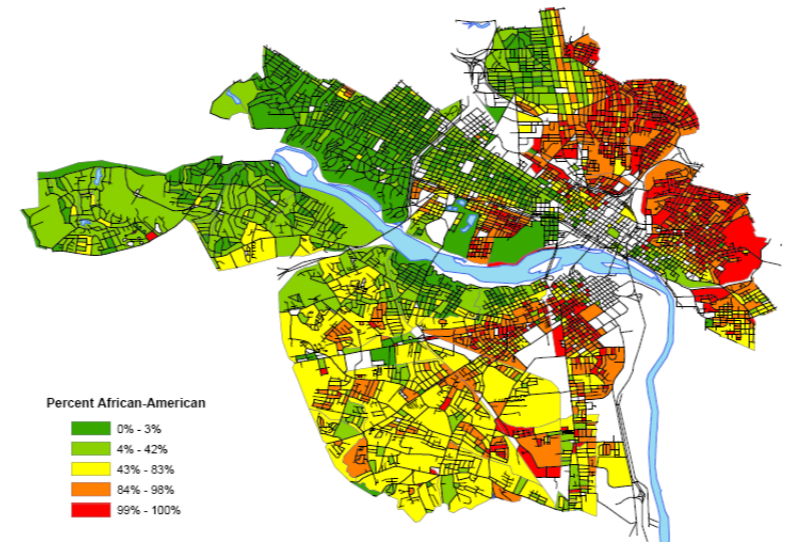 Percent African-American
0% - 3%
4% - 42%
43% - 83%
84% - 98%
99% - 100%